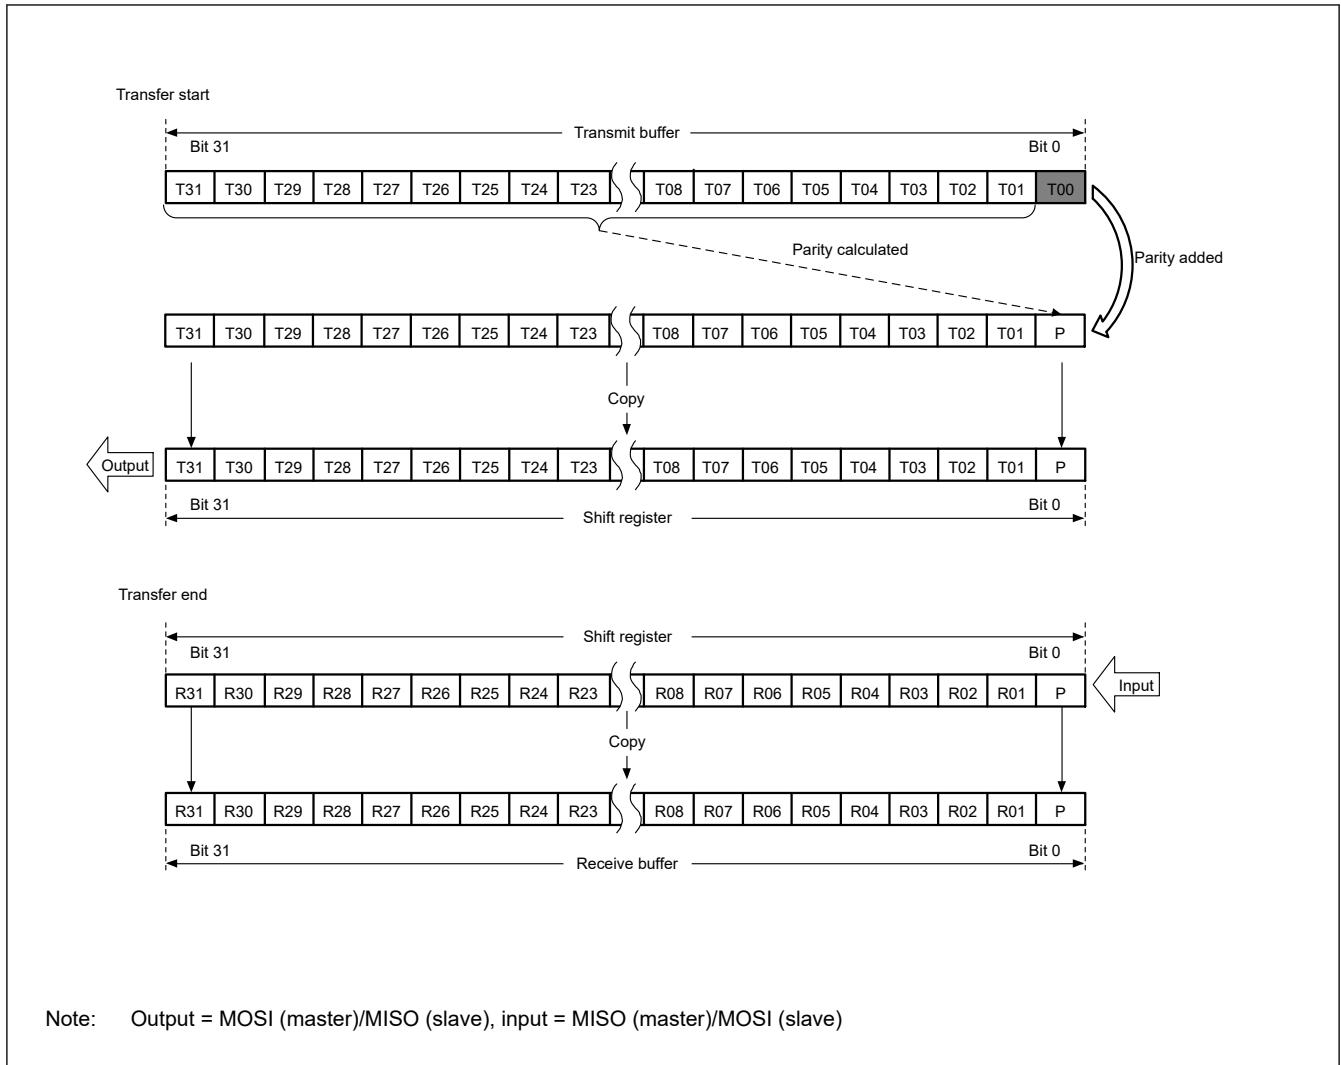 Transfer start
Transmit buffer
Bit 31 Bit 0
T31 T30 T29 T28 T27 T26 T25 T24 T23 T08 T07 T06 T05 T04 T03 T02 T01 T00
Parity calculated
Parity added
T31 T30 T29 T28 T27 T26 T25 T24 T23 T08 T07 T06 T05 T04 T03 T02 T01 P
Copy
Output T31 T30 T29 T28 T27 T26 T25 T24 T23 T08 T07 T06 T05 T04 T03 T02 T01 P
Bit 31 Bit 0
Shift register
Transfer end
Shift register
Bit 31 Bit 0
R31 R30 R29 R28 R27 R26 R25 R24 R23 R08 R07 R06 R05 R04 R03 R02 R01 P Input
Copy
R31 R30 R29 R28 R27 R26 R25 R24 R23 R08 R07 R06 R05 R04 R03 R02 R01 P
Bit 31 Bit 0
Receive buffer
Note: Output = MOSI (master)/MISO (slave), input = MISO (master)/MOSI (slave)